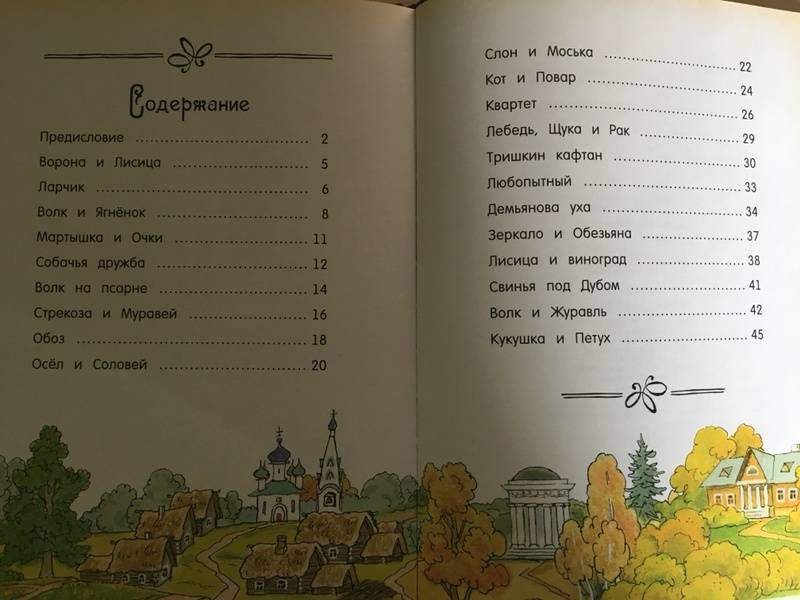 Содержание
Предисловие ........ 2
Ворона и Лисица ........ 5
Ларчик ........ 6
Волк и Ягнёнок ........ 8
Мартышка и Очки ........ 11
Собачья дружба ........ 12
Волк на псарне ........ 14
Стрекоза и Муравей ........ 16
Обоз ........ 18
Осёл и Соловей ........ 20
Слон и Моська ........ 22
Кот и Повар ........ 24
Квартет ........ 26
Лебедь, Щука и Рак ........ 29
Тришкин кафтан ........ 30
Любопытный ........ 33
Демьянова уха ........ 34
Зеркало и Обезьяна ........ 37
Лисица и виноград ........ 38
Свинья под Дубом ........ 41
Волк и Журавль ........ 42
Кукушка и Петух ........ 45